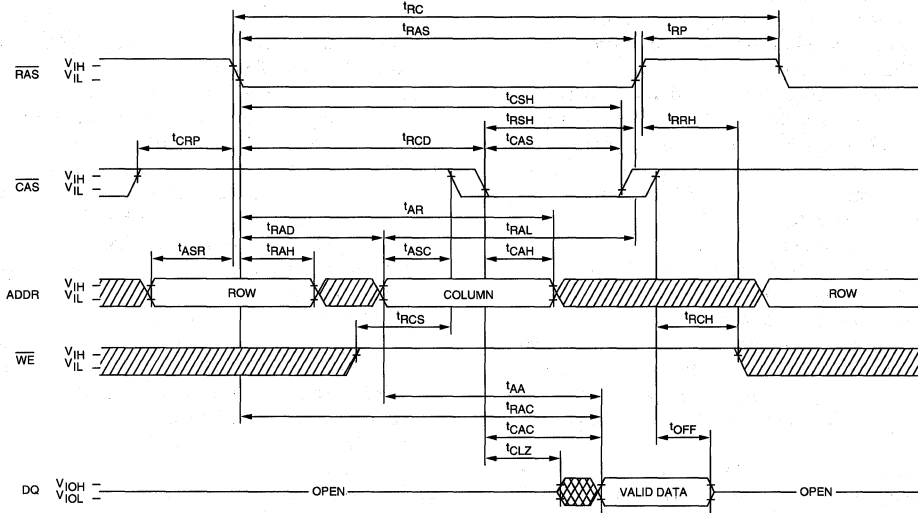 tRC
tRAS
tRP
RAS
VIH
VIL
tCSH
tRSH
tRRH
tCRP
tRCD
tCAS
CAS
VIH
VIL
tAR
tRAD
tRAL
tASR
tRAH
tASC
tCAH
ADDR
VIH
VIL
ROW
COLUMN
ROW
tRCS
tRCH
WE
VIH
VIL
tAA
tRAC
tCAC
tOFF
tCLZ
DQ
VIOH
VIOL
OPEN
VALID DATA
OPEN